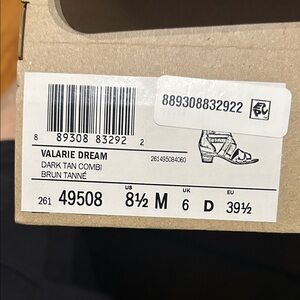 889308832922
8 89308 83292 2
VALARIE DREAM
DARK TAN COMBI
BRUN TANNÉ
261495084060
US UK EU
261 49508 8½ M 6 D 39½